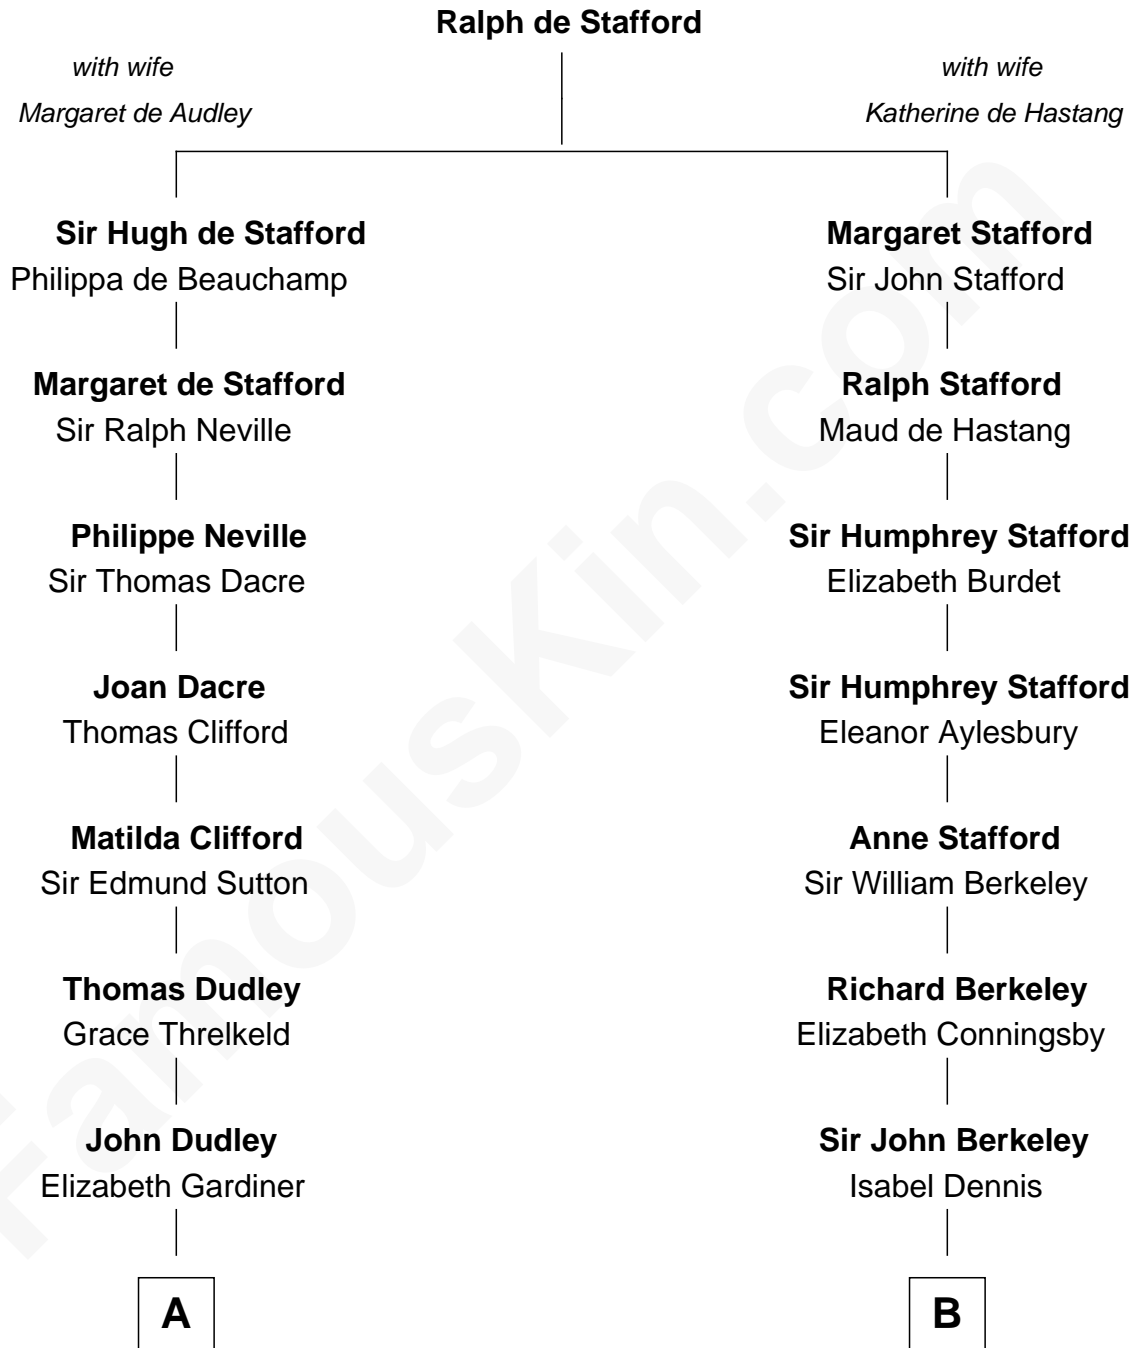 Ralph de Stafford
with wife
Margaret de Audley
with wife
Katherine de Hastang
Sir Hugh de Stafford
Philippa de Beauchamp
Margaret Stafford
Sir John Stafford
Margaret de Stafford
Sir Ralph Neville
Ralph Stafford
Maud de Hastang
Philippe Neville
Sir Thomas Dacre
Sir Humphrey Stafford
Elizabeth Burdet
Joan Dacre
Thomas Clifford
Sir Humphrey Stafford
Eleanor Aylesbury
Matilda Clifford
Sir Edmund Sutton
Anne Stafford
Sir William Berkeley
Thomas Dudley
Grace Threlkeld
Richard Berkeley
Elizabeth Conningsby
John Dudley
Elizabeth Gardiner
Sir John Berkeley
Isabel Dennis
A
B
FamousKin.com